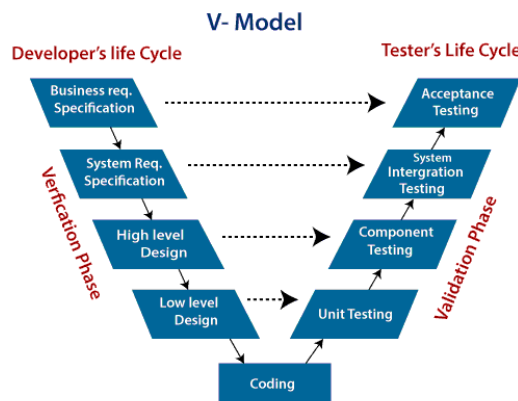 V- Model
Developer's life Cycle
Tester's Life Cycle
Business req.
Specification
Acceptance
Testing
System Req.
Specification
System
Intergration
Testing
High level
Design
Component
Testing
Low level
Design
Unit Testing
Coding
Verfication Phase
Validation Phase